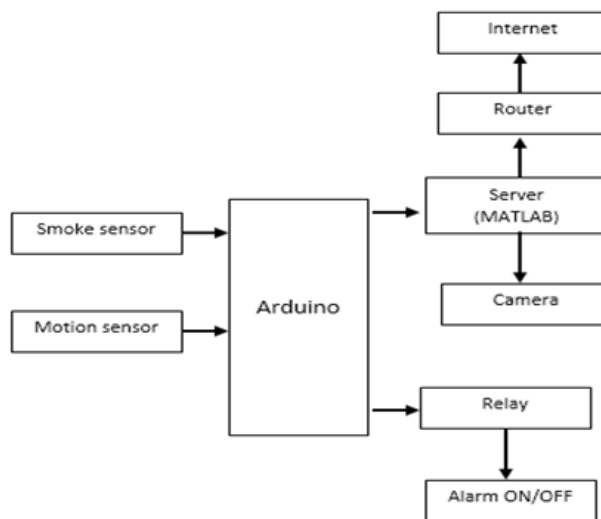 Internet
Router
Server
(MATLAB)
Smoke sensor
Arduino
Motion sensor
Camera
Relay
Alarm ON/OFF